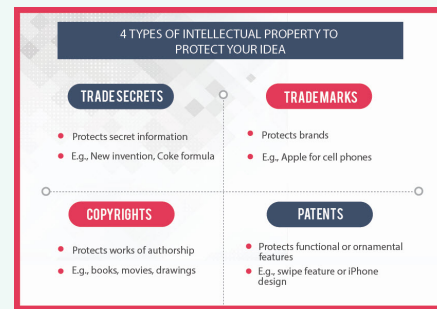 4 TYPES OF INTELLECTUAL PROPERTY TO
PROTECT YOUR IDEA
TRADE SECRETS
Protects secret information
E.g., New invention, Coke formula
TRADEMARKS
Protects brands
E.g., Apple for cell phones
COPYRIGHTS
Protects works of authorship
E.g., books, movies, drawings
PATENTS
Protects functional or ornamental
features
E.g., swipe feature or iPhone
design